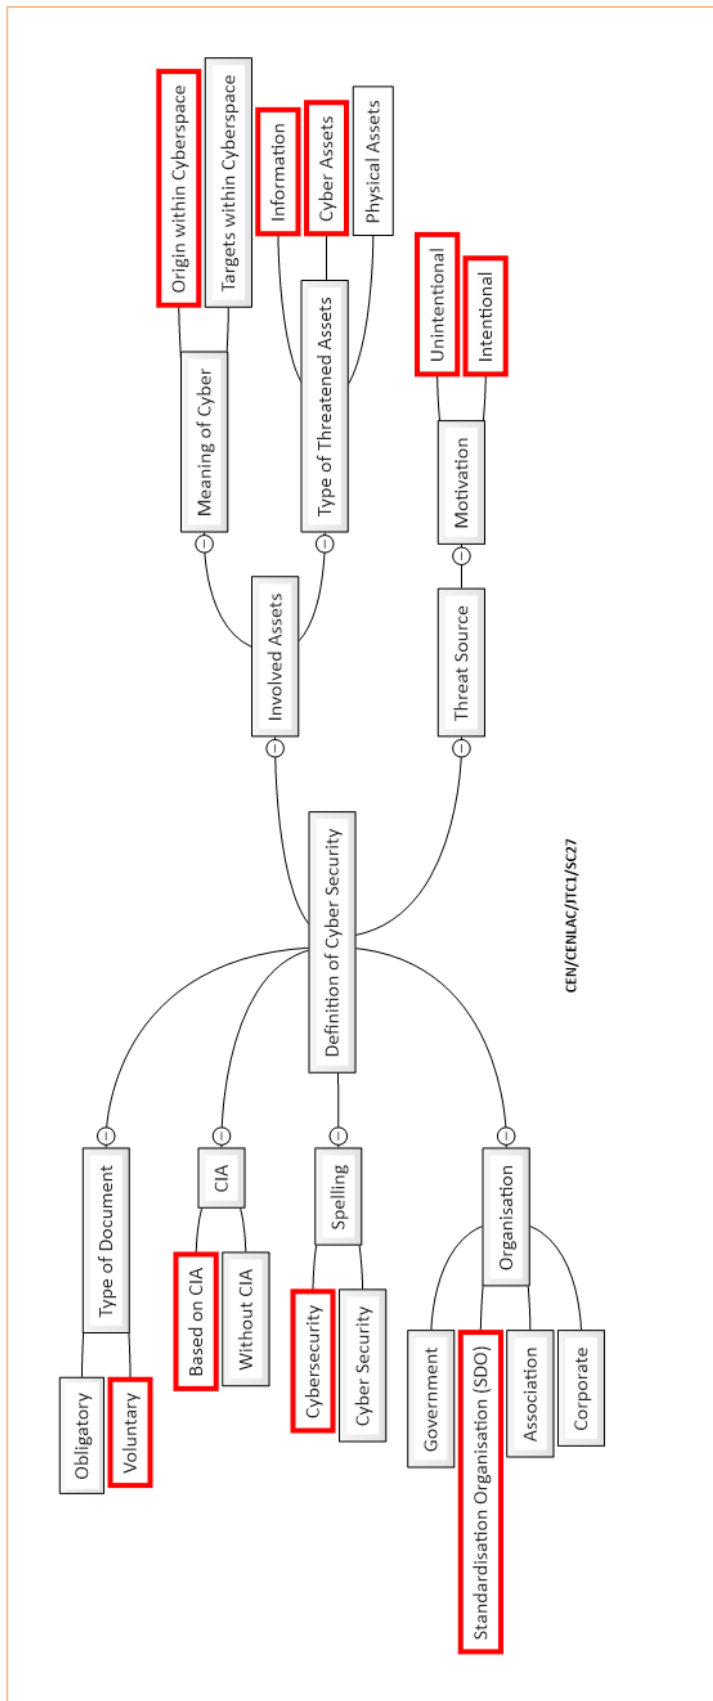 Obligatory
Voluntary
Type of Document
Based on CIA
Without CIA
CIA
Cybersecurity
Cyber Security
Spelling
Government
Standardisation Organisation (SDO)
Association
Corporate
Organisation
Definition of Cyber Security
Involved Assets
Meaning of Cyber
Origin within Cyberspace
Targets within Cyberspace
Type of Threatened Assets
Information
Cyber Assets
Physical Assets
Threat Source
Motivation
Unintentional
Intentional
CEN/CENLAC/JTC1/SC27